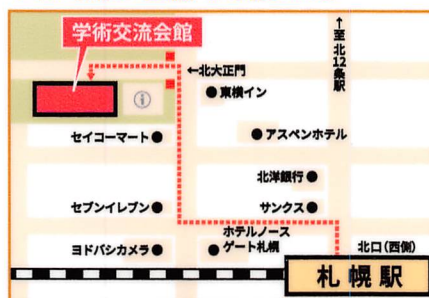 学術交流会館
↑至北12条駅
←北大正門
i
●東横イン
セイコーマート●
●アスペンホテル
北洋銀行●
セブンイレブン●
サンクス●
ホテルノース
●ゲート札幌
ヨドバシカメラ●
北口(西側)
札幌駅